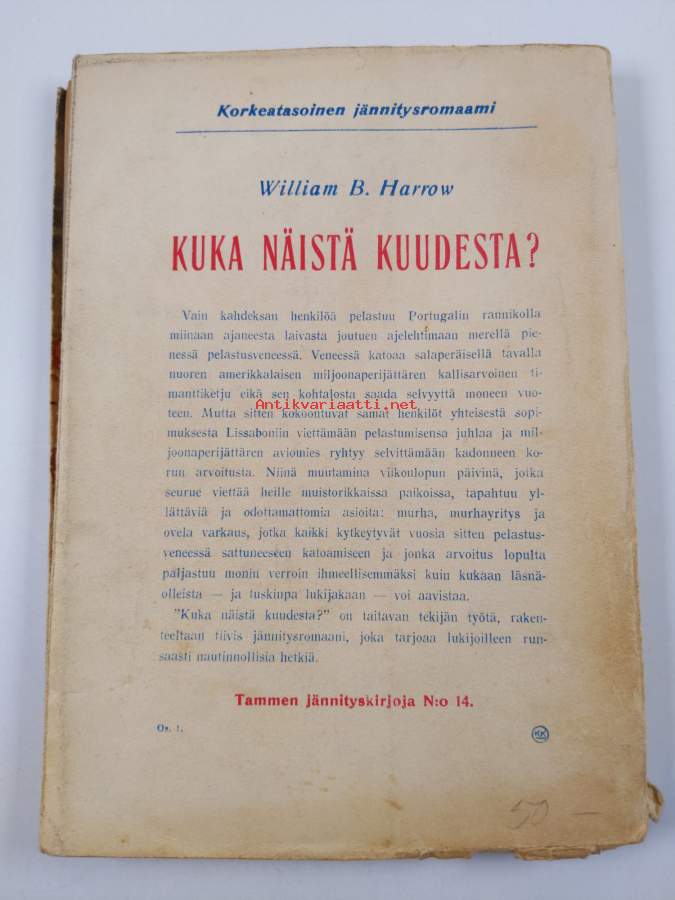 Korkeatasoinen jännitysromaami
William B. Harrow
KUKA NÄISTÄ KUUDESTA?
Vain kahdeksan henkilöä pelastuu Portugalin rannikolla
miinaan ajaneesta laivasta joutuen ajelehtimaan merellä pie-
nessä pelastusveneessä. Veneessä katoaa salaperäisellä tavalla
nuoren amerikkalaisen miljoonaperijättären kallisarvoinen ti-
manttiketju eikä sen kohtalosta saada selvyyttä moneen vuo-
Antikvariaatti.net
teen. Mutta sitten kokoontuvat samat henkilöt yhteisestä sopi-
muksesta Lissaboniin viettämään pelastumisensa juhlaa ja mil-
joonaperijättären aviomies ryhtyy selvittämään kadonneen ko-
run arvoitusta. Niinä muutamina viikonlopun päivinä, jotka
seurue viettää heille muistorikkaissa paikoissa, tapahtuu yl-
lättäviä ja odottamattomia asioita: murha, murhayritys ja
ovela varkaus, jotka kaikki kytkeytyvät vuosia sitten pelastus-
veneessä sattuneeseen katoamiseen ja jonka arvoitus lopulta
paljastuu monin verroin ihmeellisemmäksi kuin kukaan läsnä-
olleista — ja tuskinpa lukijakaan — voi aavistaa.
"Kuka näistä kuudesta?" on taitavan tekijän työtä, raken-
teeltaan tiivis jännitysromaani, joka tarjoaa lukijoilleen run-
saasti nautinnollisia hetkiä.
Tammen jännityskirjoja N:o 14.
Os. 1.
KK
50 —